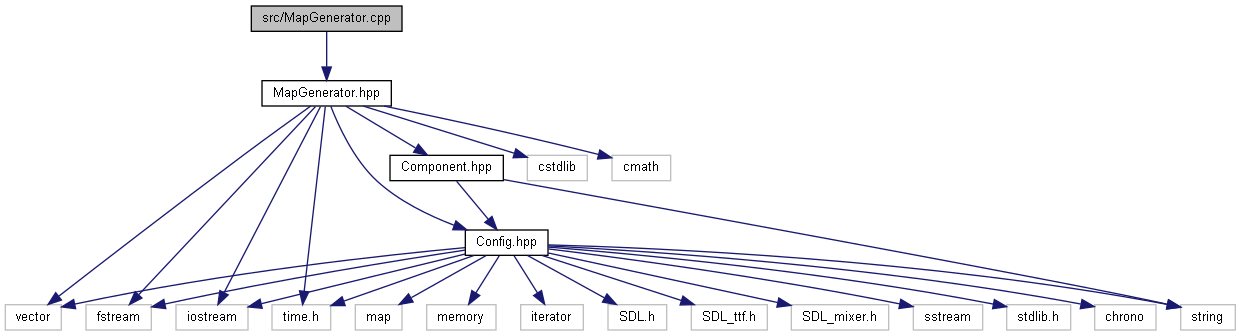 src/MapGenerator.cpp
MapGenerator.hpp
Component.hpp
cstdlib
cmath
Config.hpp
vector
fstream
iostream
time.h
map
memory
iterator
SDL.h
SDL_ttf.h
SDL_mixer.h
sstream
stdlib.h
chrono
string